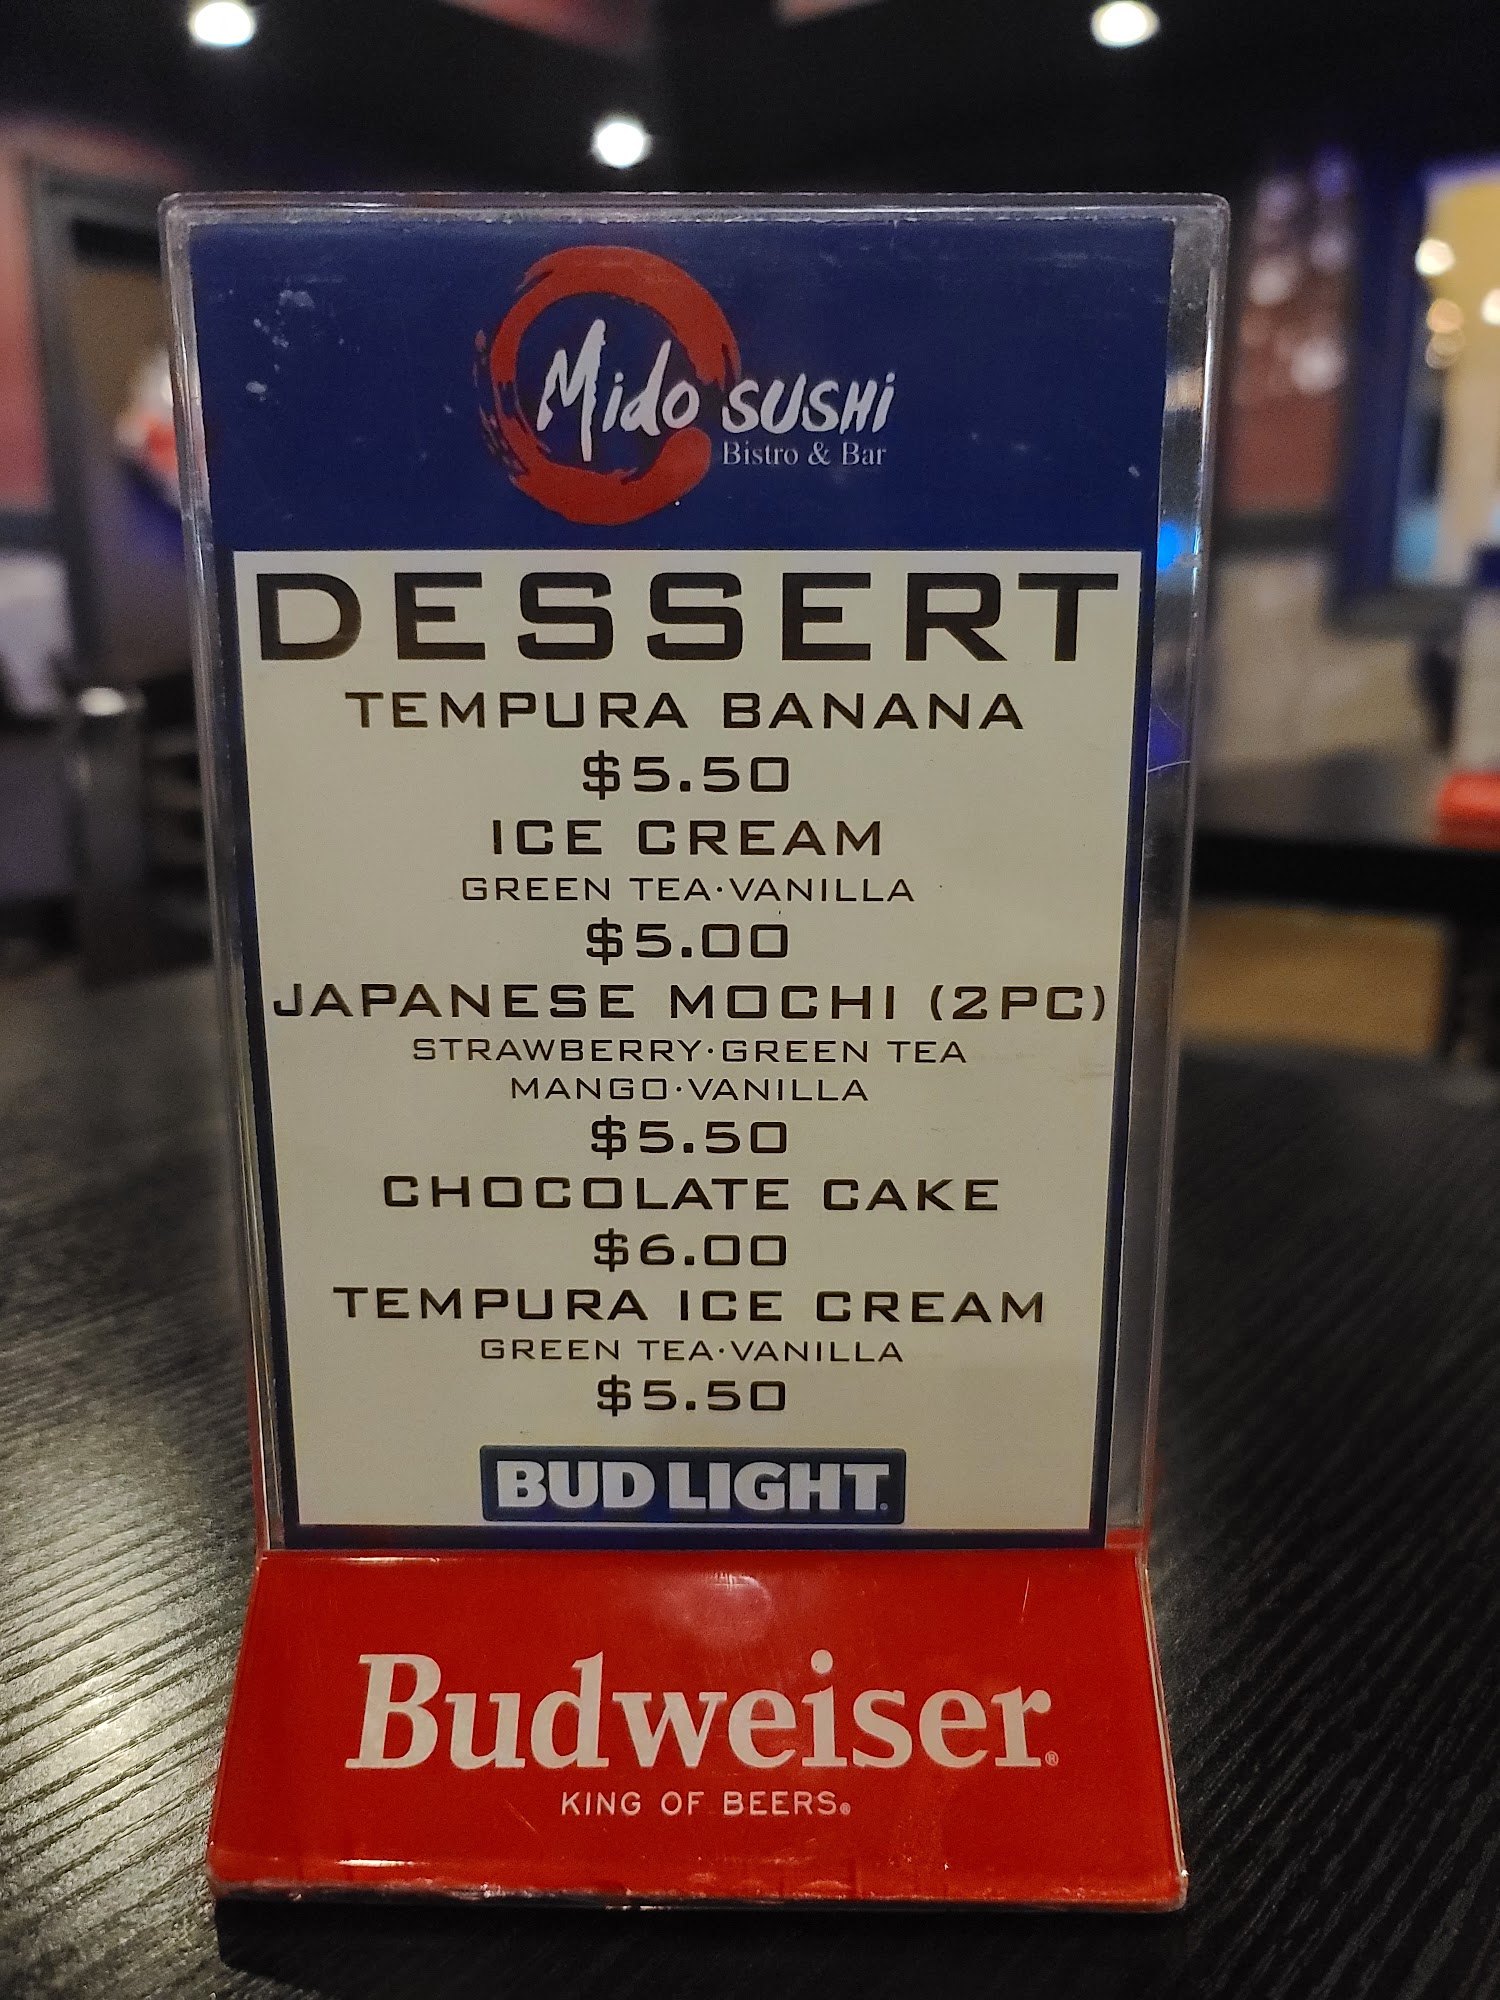 Mido SUSHi
Bistro & Bar
DESSERT
TEMPURA BANANA
$5.50
ICE CREAM
GREEN TEA·VANILLA
$5.00
JAPANESE MOCHI (2PC)
STRAWBERRY·GREEN TEA
MANGO·VANILLA
$5.50
CHOCOLATE CAKE
$6.00
TEMPURA ICE CREAM
GREEN TEA·VANILLA
$5.50
BUD LIGHT.
Budweiser®
KING OF BEERS®